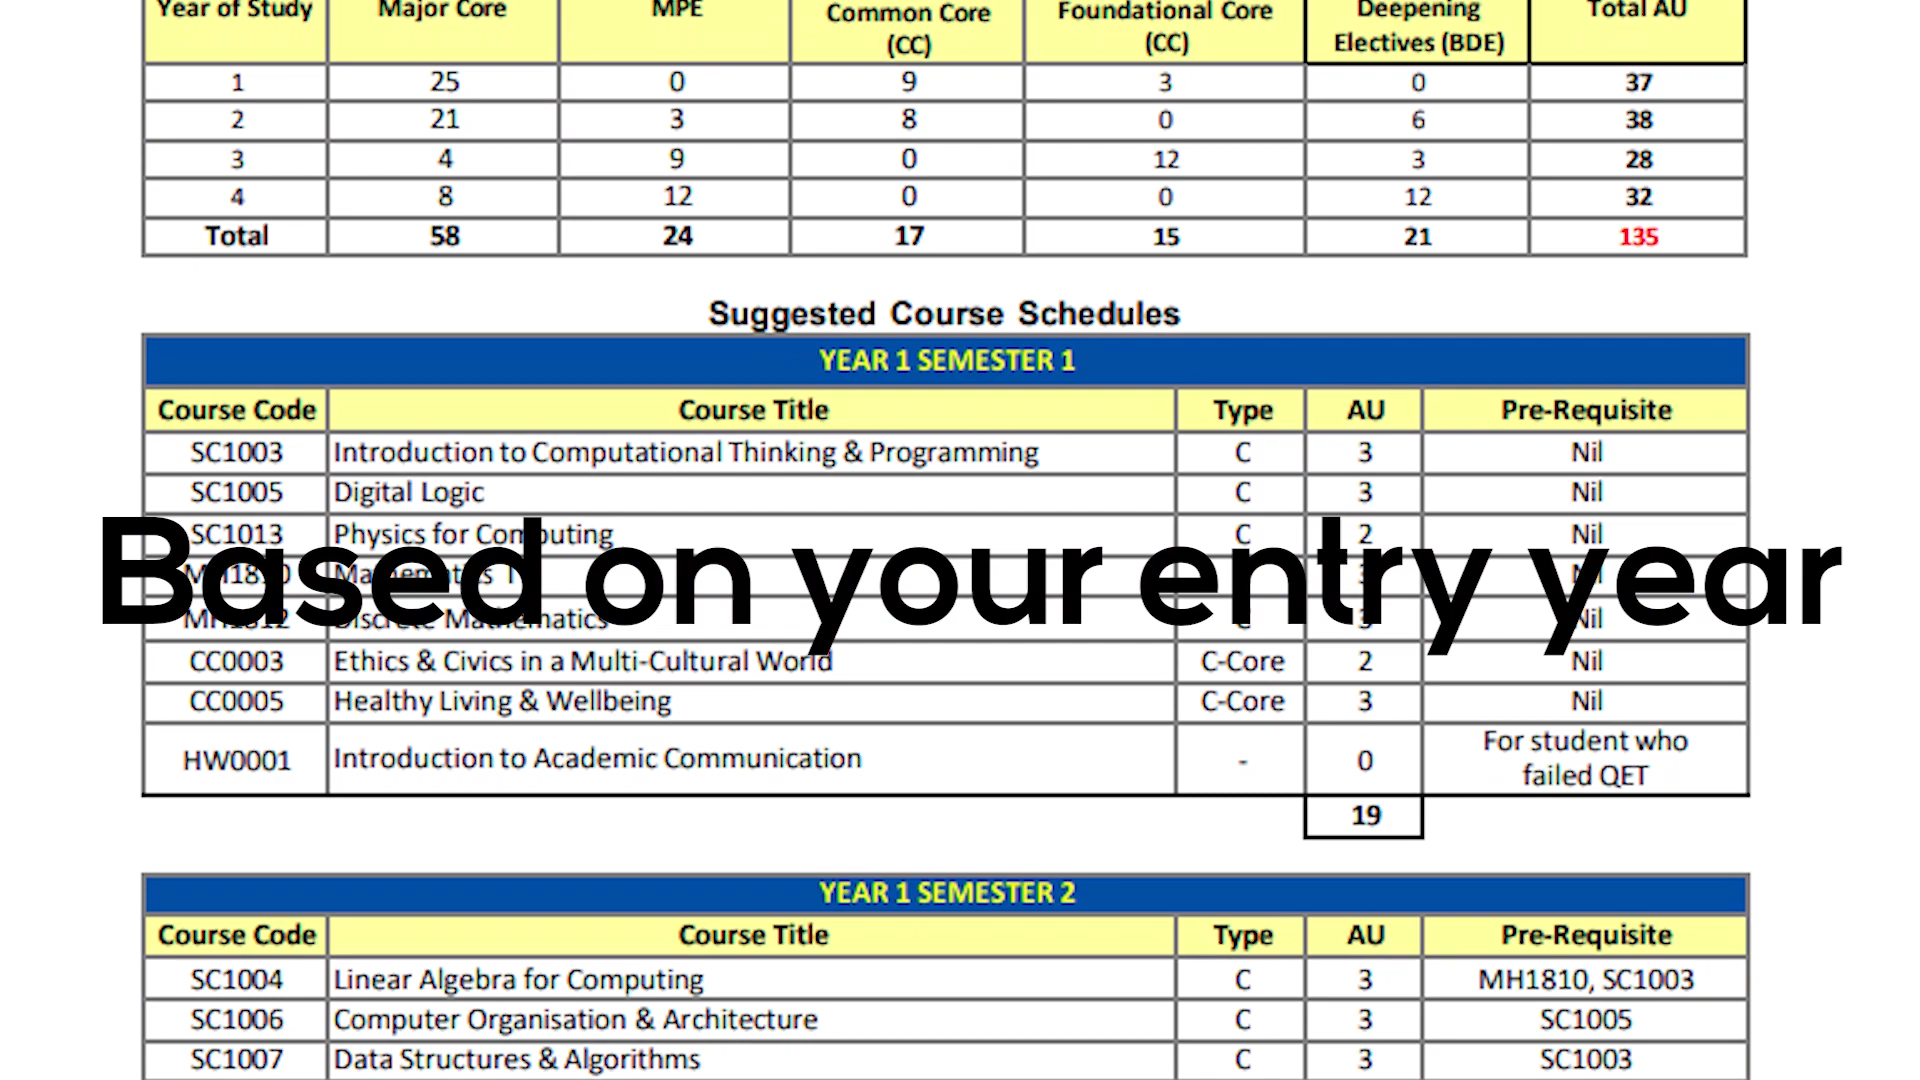 Year of Study Major Core MPE Common Core (CC) Foundational Core (CC) Deepening Electives (BDE) Total AU
1 25 0 9 3 0 37
2 21 3 8 0 6 38
3 4 9 0 12 3 28
4 8 12 0 0 12 32
Total 58 24 17 15 21 135
Suggested Course Schedules
YEAR 1 SEMESTER 1
Course Code Course Title Type AU Pre-Requisite
SC1003 Introduction to Computational Thinking & Programming C 3 Nil
SC1005 Digital Logic C 3 Nil
SC1013 Physics for Computing C 2 Nil
Based on your entry year
MH1810 Mathematics Nil
MH1812 Discrete Mathematics C 3 Nil
CC0003 Ethics & Civics in a Multi-Cultural World C-Core 2 Nil
CC0005 Healthy Living & Wellbeing C-Core 3 Nil
HW0001 Introduction to Academic Communication - 0 For student who failed QET
19
YEAR 1 SEMESTER 2
Course Code Course Title Type AU Pre-Requisite
SC1004 Linear Algebra for Computing C 3 MH1810, SC1003
SC1006 Computer Organisation & Architecture C 3 SC1005
SC1007 Data Structures & Algorithms C 3 SC1003